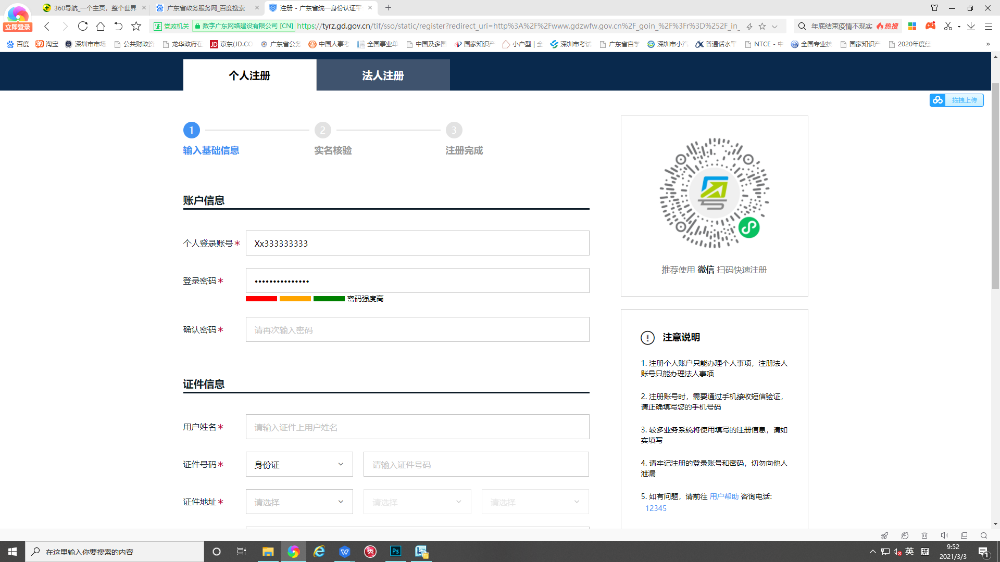 360导航_一个主页，整个世界
广东省政务服务网_百度搜索
注册 - 广东省统一身份认证平
立即登录
证 党政机关
数字广东网络建设有限公司 [CN]
https://tyrz.gd.gov.cn/tif/sso/static/register?redirect_uri=http%3A%2F%2Fwww.gdzwfw.gov.cn%2F_goin_%2F%3Fr%3D%252F_in_
年底结束疫情不现实
热搜
百度
淘 淘宝
深圳市市场
公共财政资
龙华政府在
JD 京东(JD.CO
广东省公务
中国人事考
全国事业单
中国及多国
国家知识产
小户型 | 全
深圳市考试
广东省自学
深圳市小汽
普通话水平
NTCE - 中
全国专业技
国家知识产
2020年度经
»
个人注册
法人注册
拖拽上传
1
2
3
输入基础信息
实名核验
注册完成
账户信息
个人登录账号*
Xx333333333
登录密码*
•••••••••••••••
密码强度高
确认密码*
请再次输入密码
证件信息
用户姓名*
请输入证件上用户姓名
证件号码*
身份证
请输入证件号码
证件地址*
请选择
请选择
请选择
推荐使用 微信 扫码快速注册
注意说明
1. 注册个人账户只能办理个人事项，注册法人
账号只能办理法人事项
2. 注册账号时，需要通过手机接收短信验证，
请正确填写您的手机号码
3. 较多业务系统将使用填写的注册信息，请如
实填写
4. 请牢记注册的登录账号和密码，切勿向他人
泄漏
5. 如有问题，请前往 用户帮助 咨询电话:
12345
在这里输入你要搜索的内容
秀
Ps
英
拼
9:52
2021/3/3
1